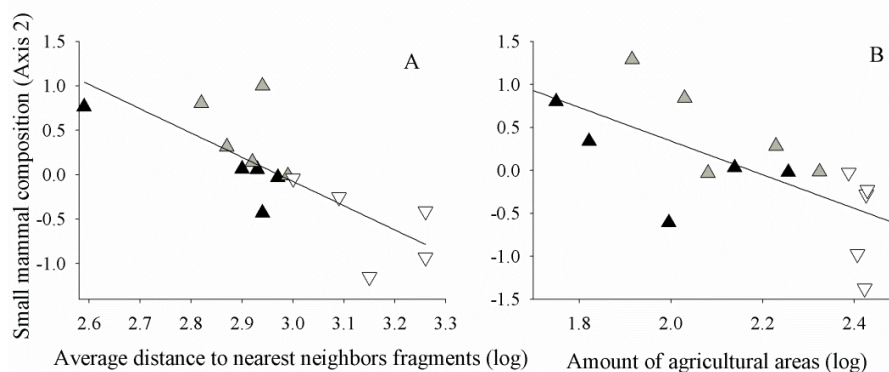 Small mammal composition (Axis 2)
1.5
1.0
0.5
0.0
-0.5
-1.0
A
2.6 2.7 2.8 2.9 3.0 3.1 3.2 3.3
Average distance to nearest neighbors fragments (log)
1.5
1.0
0.5
0.0
-0.5
-1.0
-1.5
B
1.8 2.0 2.2 2.4
Amount of agricultural areas (log)